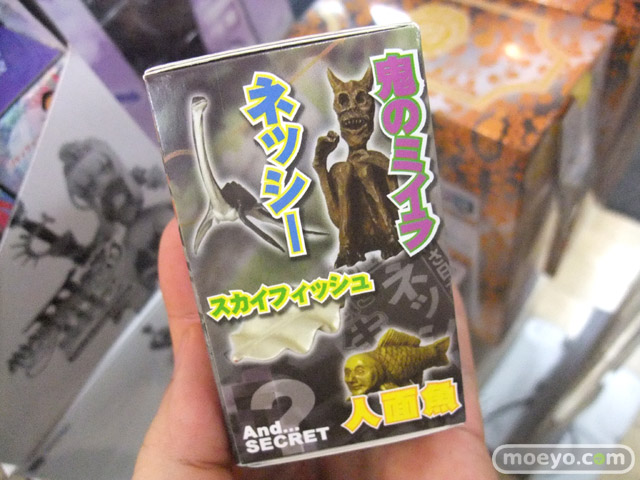 ネッシー
鬼のミイラ
スカイフィッシュ
人面魚
And...
SECRET
?
moeyo.com